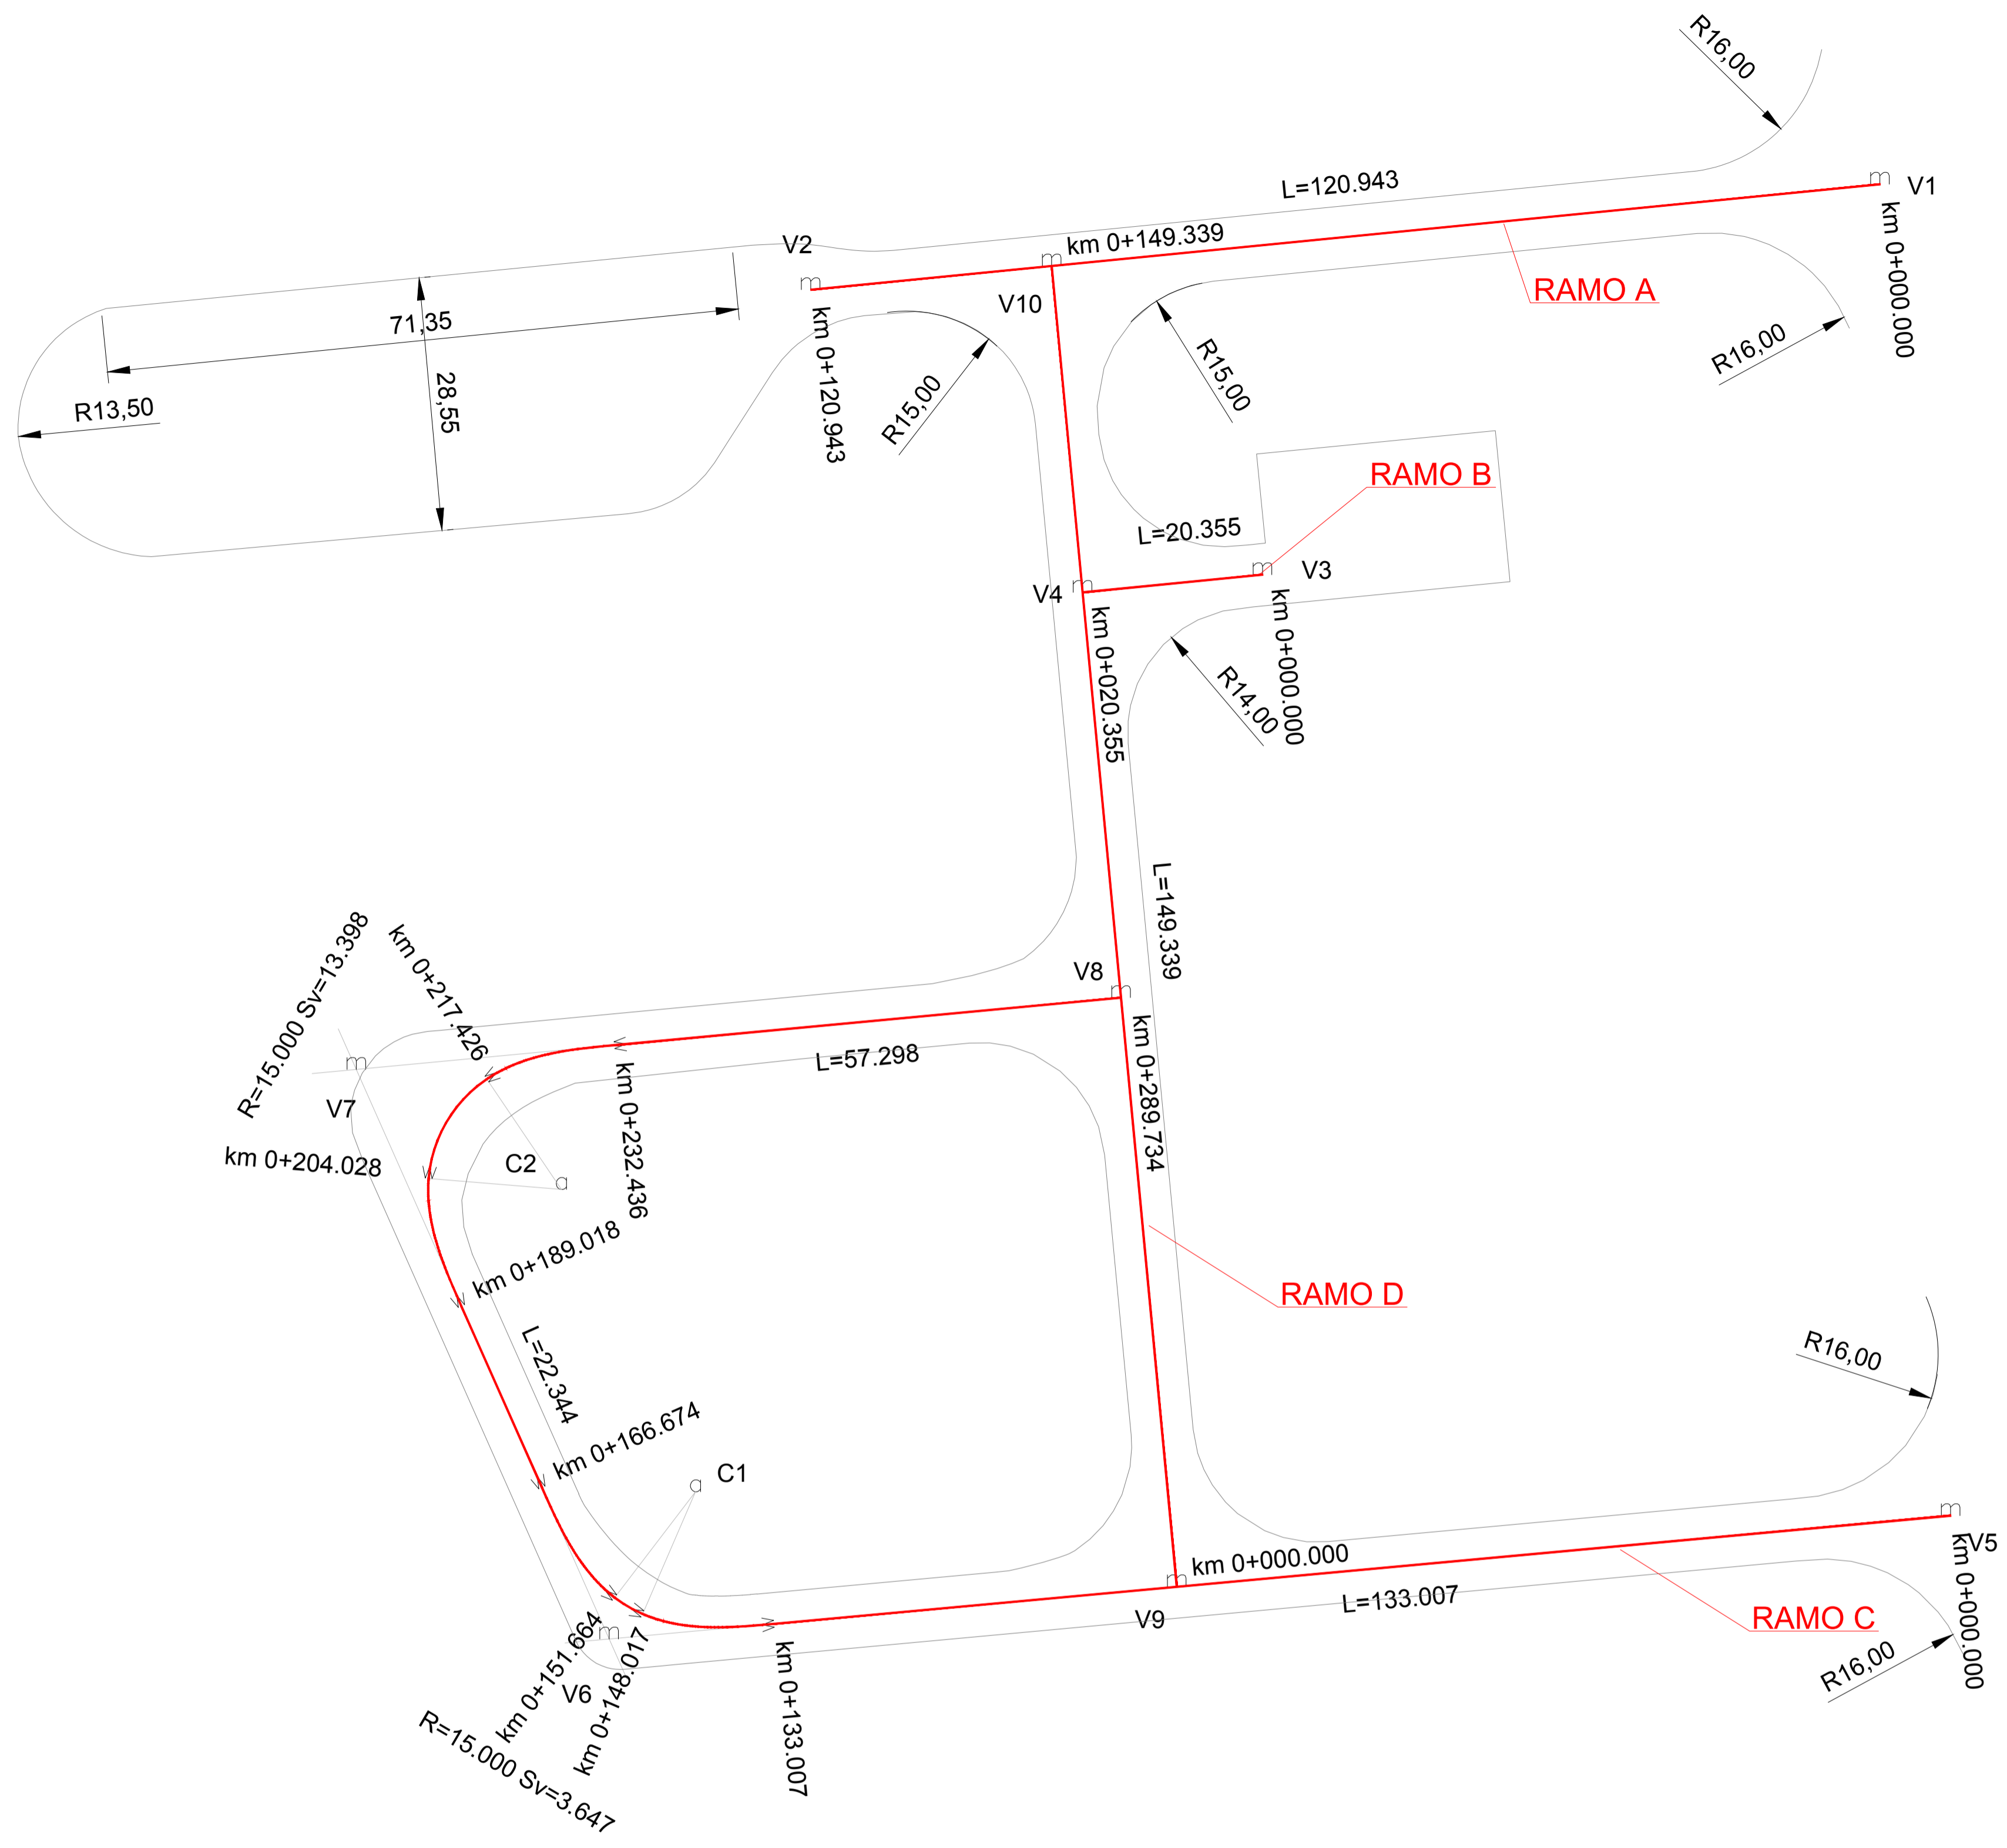 R16,00
L=120.943
V1
km 0+000.000
V2
km 0+149.339
RAMO A
V10
71,35
km 0+120.943
R16,00
R15,00
28,55
R13,50
R15,00
RAMO B
L=20.355
V3
V4
km 0+000.000
km 0+020.355
R14,00
L=149.339
R=15.000 Sv=13.398
km 0+217.426
V8
L=57.298
km 0+289.734
V7
km 0+232.436
km 0+204.028
C2
km 0+189.018
RAMO D
L=22.344
R16,00
km 0+166.674
C1
V5
km 0+000.000
km 0+000.000
L=133.007
V9
RAMO C
R16,00
km 0+151.664
V6
km 0+148.017
km 0+133.007
R=15.000 Sv=3.647